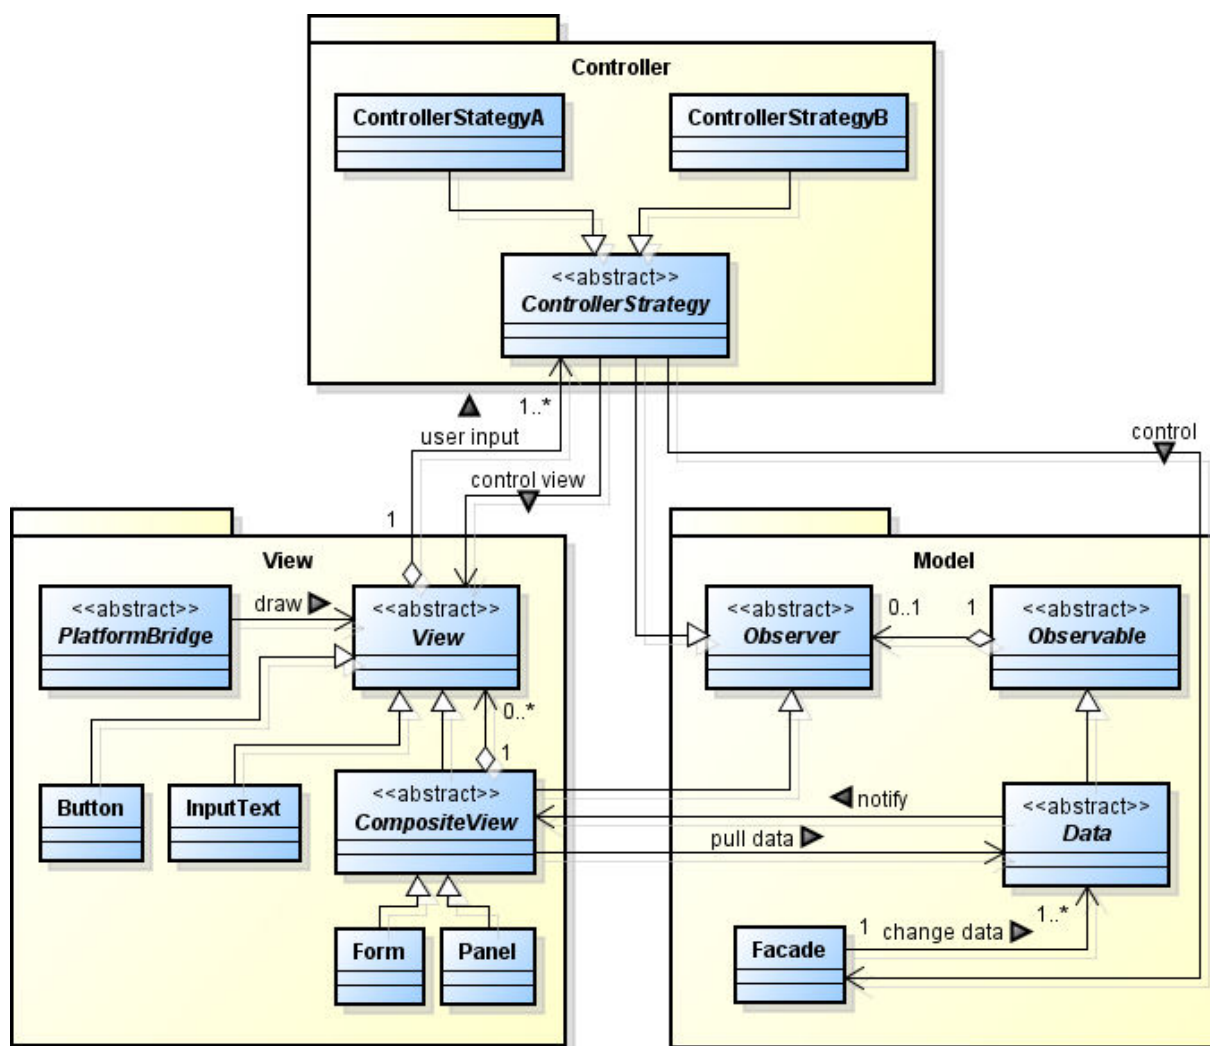 Controller
ControllerStategyA
ControllerStrategyB
<<abstract>>
ControllerStrategy
1..*
user input
control
control view
1
View
Model
<<abstract>>
PlatformBridge
draw
<<abstract>>
View
<<abstract>>
Observer
0..1
1
<<abstract>>
Observable
0..*
1
Button
InputText
<<abstract>>
CompositeView
notify
pull data
<<abstract>>
Data
1..*
1
change data
Form
Panel
Facade